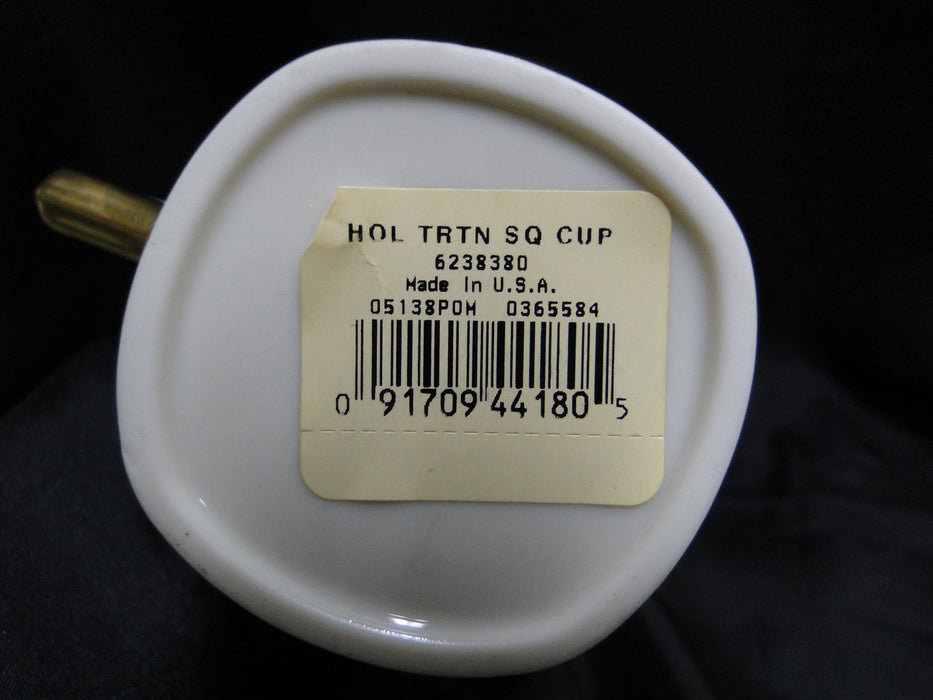 HOL TRTN SQ CUP
6238380
Made In U.S.A.
05138POM 0365584
0 91709 44180 5